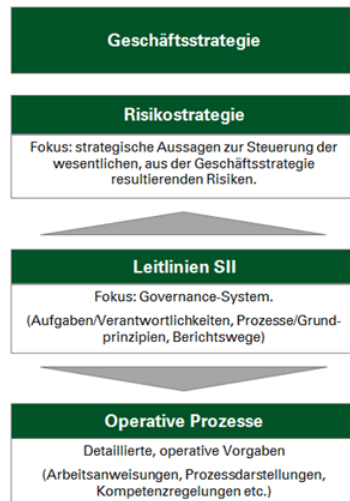 Geschäftsstrategie
Risikostrategie
Fokus: strategische Aussagen zur Steuerung der
wesentlichen, aus der Geschäftsstrategie
resultierenden Risiken.
Leitlinien SII
Fokus: Governance-System.
(Aufgaben/Verantwortlichkeiten, Prozesse/Grund-
prinzipien, Berichtswege)
Operative Prozesse
Detaillierte, operative Vorgaben
(Arbeitsanweisungen, Prozessdarstellungen,
Kompetenzregelungen etc.)